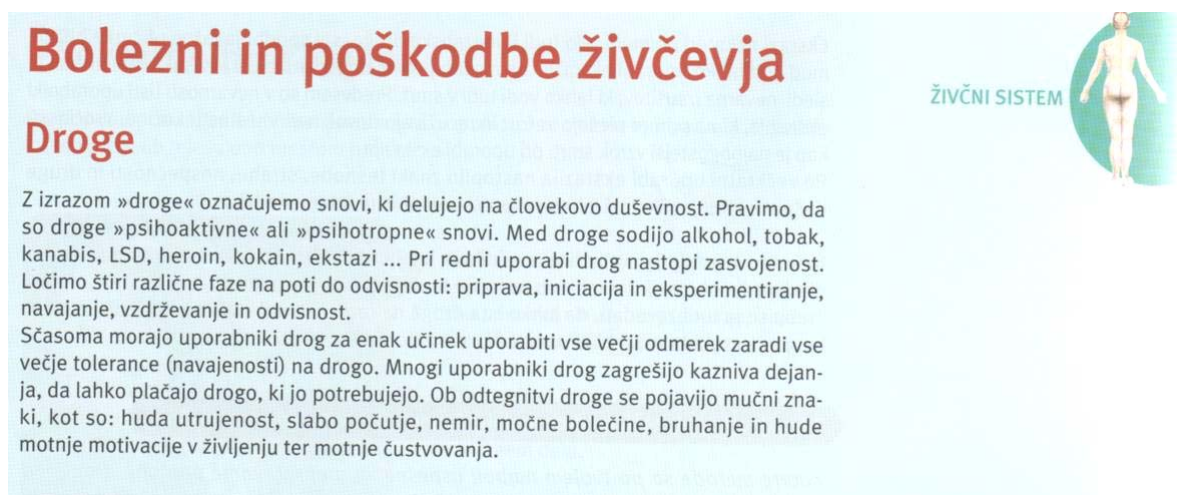 Bolezni in poškodbe živčevja
ŽIVČNI SISTEM
Droge
Z izrazom »droge« označujemo snovi, ki delujejo na človekovo duševnost. Pravimo, da
so droge »psihoaktivne« ali »psihotropne« snovi. Med droge sodijo alkohol, tobak,
kanabis, LSD, heroin, kokain, ekstazi ... Pri redni uporabi drog nastopi zasvojenost.
Ločimo štiri različne faze na poti do odvisnosti: priprava, iniciacija in eksperimentiranje,
navajanje, vzdrževanje in odvisnost.
Sčasoma morajo uporabniki drog za enak učinek uporabiti vse večji odmerek zaradi vse
večje tolerance (navajenosti) na drogo. Mnogi uporabniki drog zagrešijo kazniva dejan-
ja, da lahko plačajo drogo, ki jo potrebujejo. Ob odtegnitvi droge se pojavijo mučni zna-
ki, kot so: huda utrujenost, slabo počutje, nemir, močne bolečine, bruhanje in hude
motnje motivacije v življenju ter motnje čustvovanja.